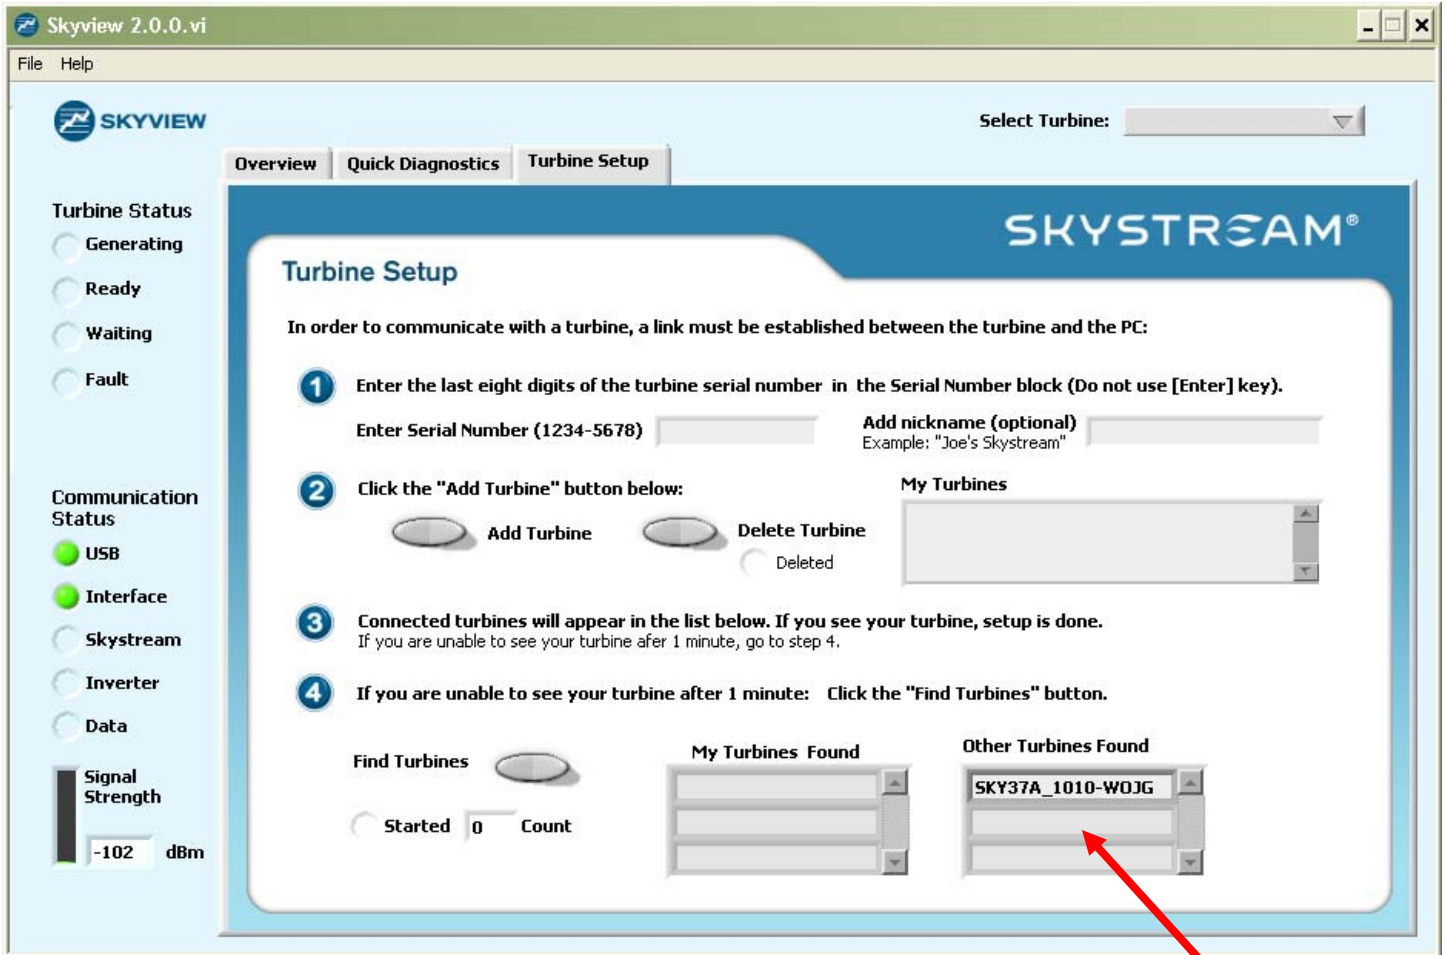 Skyview 2.0.0.vi
File Help
SKYVIEW
Select Turbine:
Overview Quick Diagnostics Turbine Setup
Turbine Status
Generating
Ready
Waiting
Fault
Communication
Status
USB
Interface
Skystream
Inverter
Data
Signal
Strength
-102 dBm
SKYSTREAM®
Turbine Setup
In order to communicate with a turbine, a link must be established between the turbine and the PC:
1 Enter the last eight digits of the turbine serial number in the Serial Number block (Do not use [Enter] key).
Enter Serial Number (1234-5678)
Add nickname (optional)
Example: "Joe's Skystream"
2 Click the "Add Turbine" button below:
My Turbines
Add Turbine
Delete Turbine
Deleted
3 Connected turbines will appear in the list below. If you see your turbine, setup is done.
If you are unable to see your turbine afer 1 minute, go to step 4.
4 If you are unable to see your turbine after 1 minute: Click the "Find Turbines" button.
Find Turbines
Started 0 Count
My Turbines Found
Other Turbines Found
SKY37A_1010-WOJG